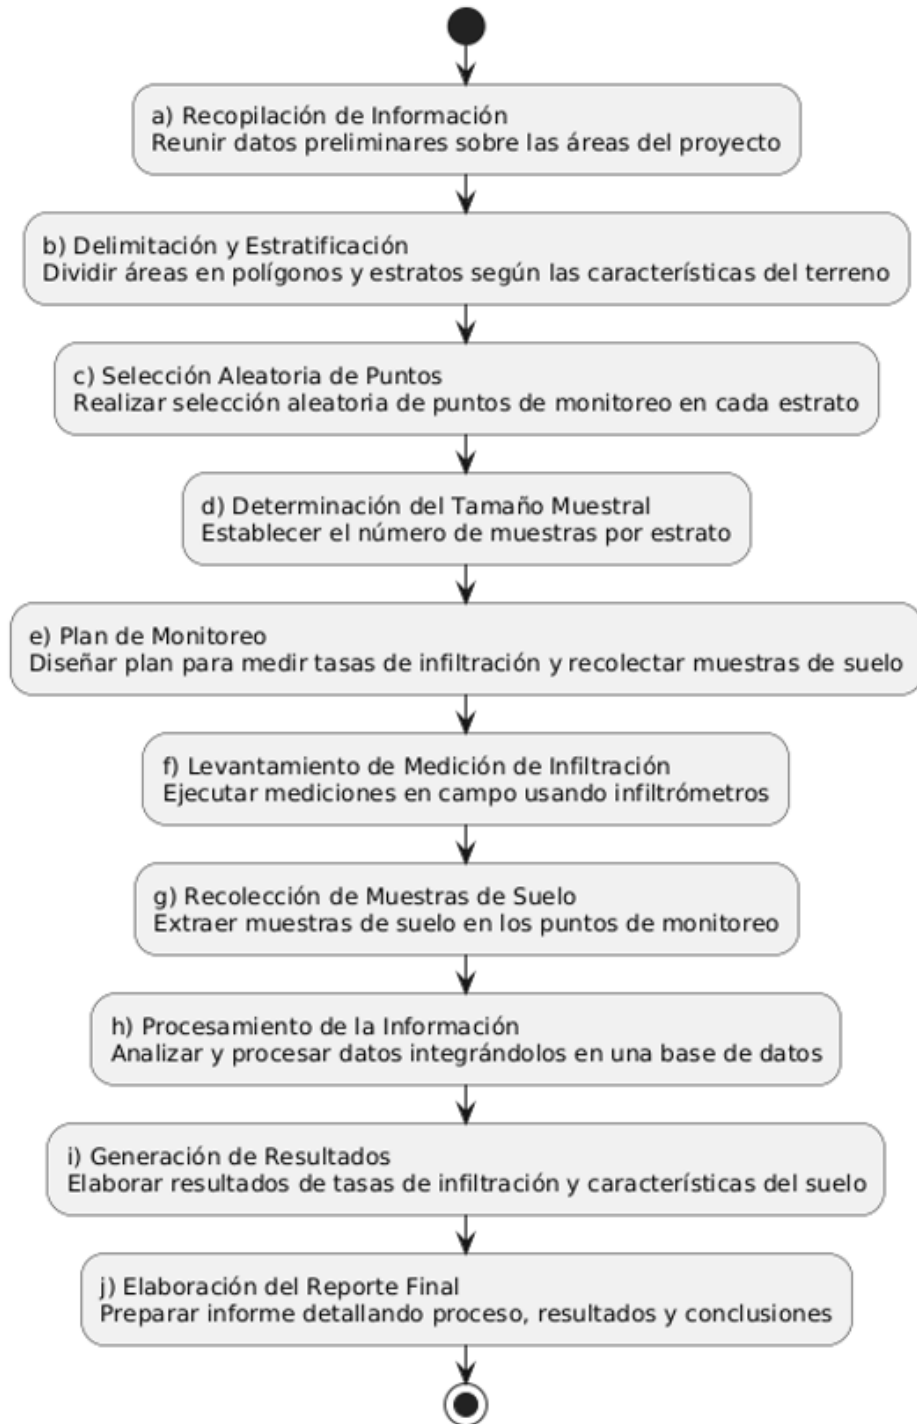 a) Recopilación de Información
Reunir datos preliminares sobre las áreas del proyecto
b) Delimitación y Estratificación
Dividir áreas en polígonos y estratos según las características del terreno
c) Selección Aleatoria de Puntos
Realizar selección aleatoria de puntos de monitoreo en cada estrato
d) Determinación del Tamaño Muestral
Establecer el número de muestras por estrato
e) Plan de Monitoreo
Diseñar plan para medir tasas de infiltración y recolectar muestras de suelo
f) Levantamiento de Medición de Infiltración
Ejecutar mediciones en campo usando infiltrómetros
g) Recolección de Muestras de Suelo
Extraer muestras de suelo en los puntos de monitoreo
h) Procesamiento de la Información
Analizar y procesar datos integrándolos en una base de datos
i) Generación de Resultados
Elaborar resultados de tasas de infiltración y características del suelo
j) Elaboración del Reporte Final
Preparar informe detallando proceso, resultados y conclusiones